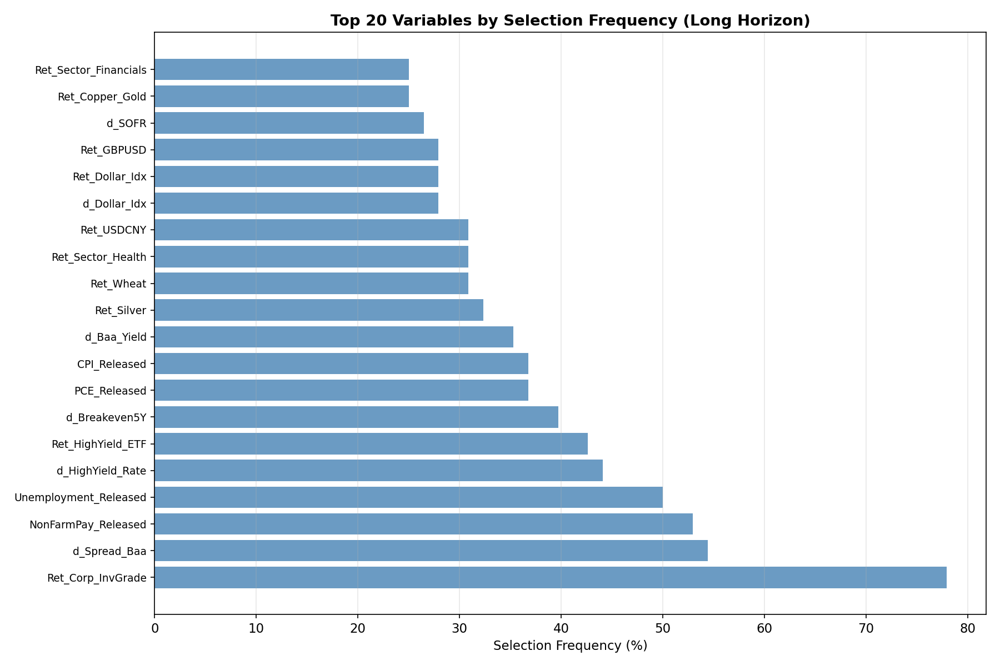 Top 20 Variables by Selection Frequency (Long Horizon)
Ret_Sector_Financials
Ret_Copper_Gold
d_SOFR
Ret_GBPUSD
Ret_Dollar_Idx
d_Dollar_Idx
Ret_USDCNY
Ret_Sector_Health
Ret_Wheat
Ret_Silver
d_Baa_Yield
CPI_Released
PCE_Released
d_Breakeven5Y
Ret_HighYield_ETF
d_HighYield_Rate
Unemployment_Released
NonFarmPay_Released
d_Spread_Baa
Ret_Corp_InvGrade
0 10 20 30 40 50 60 70 80
Selection Frequency (%)